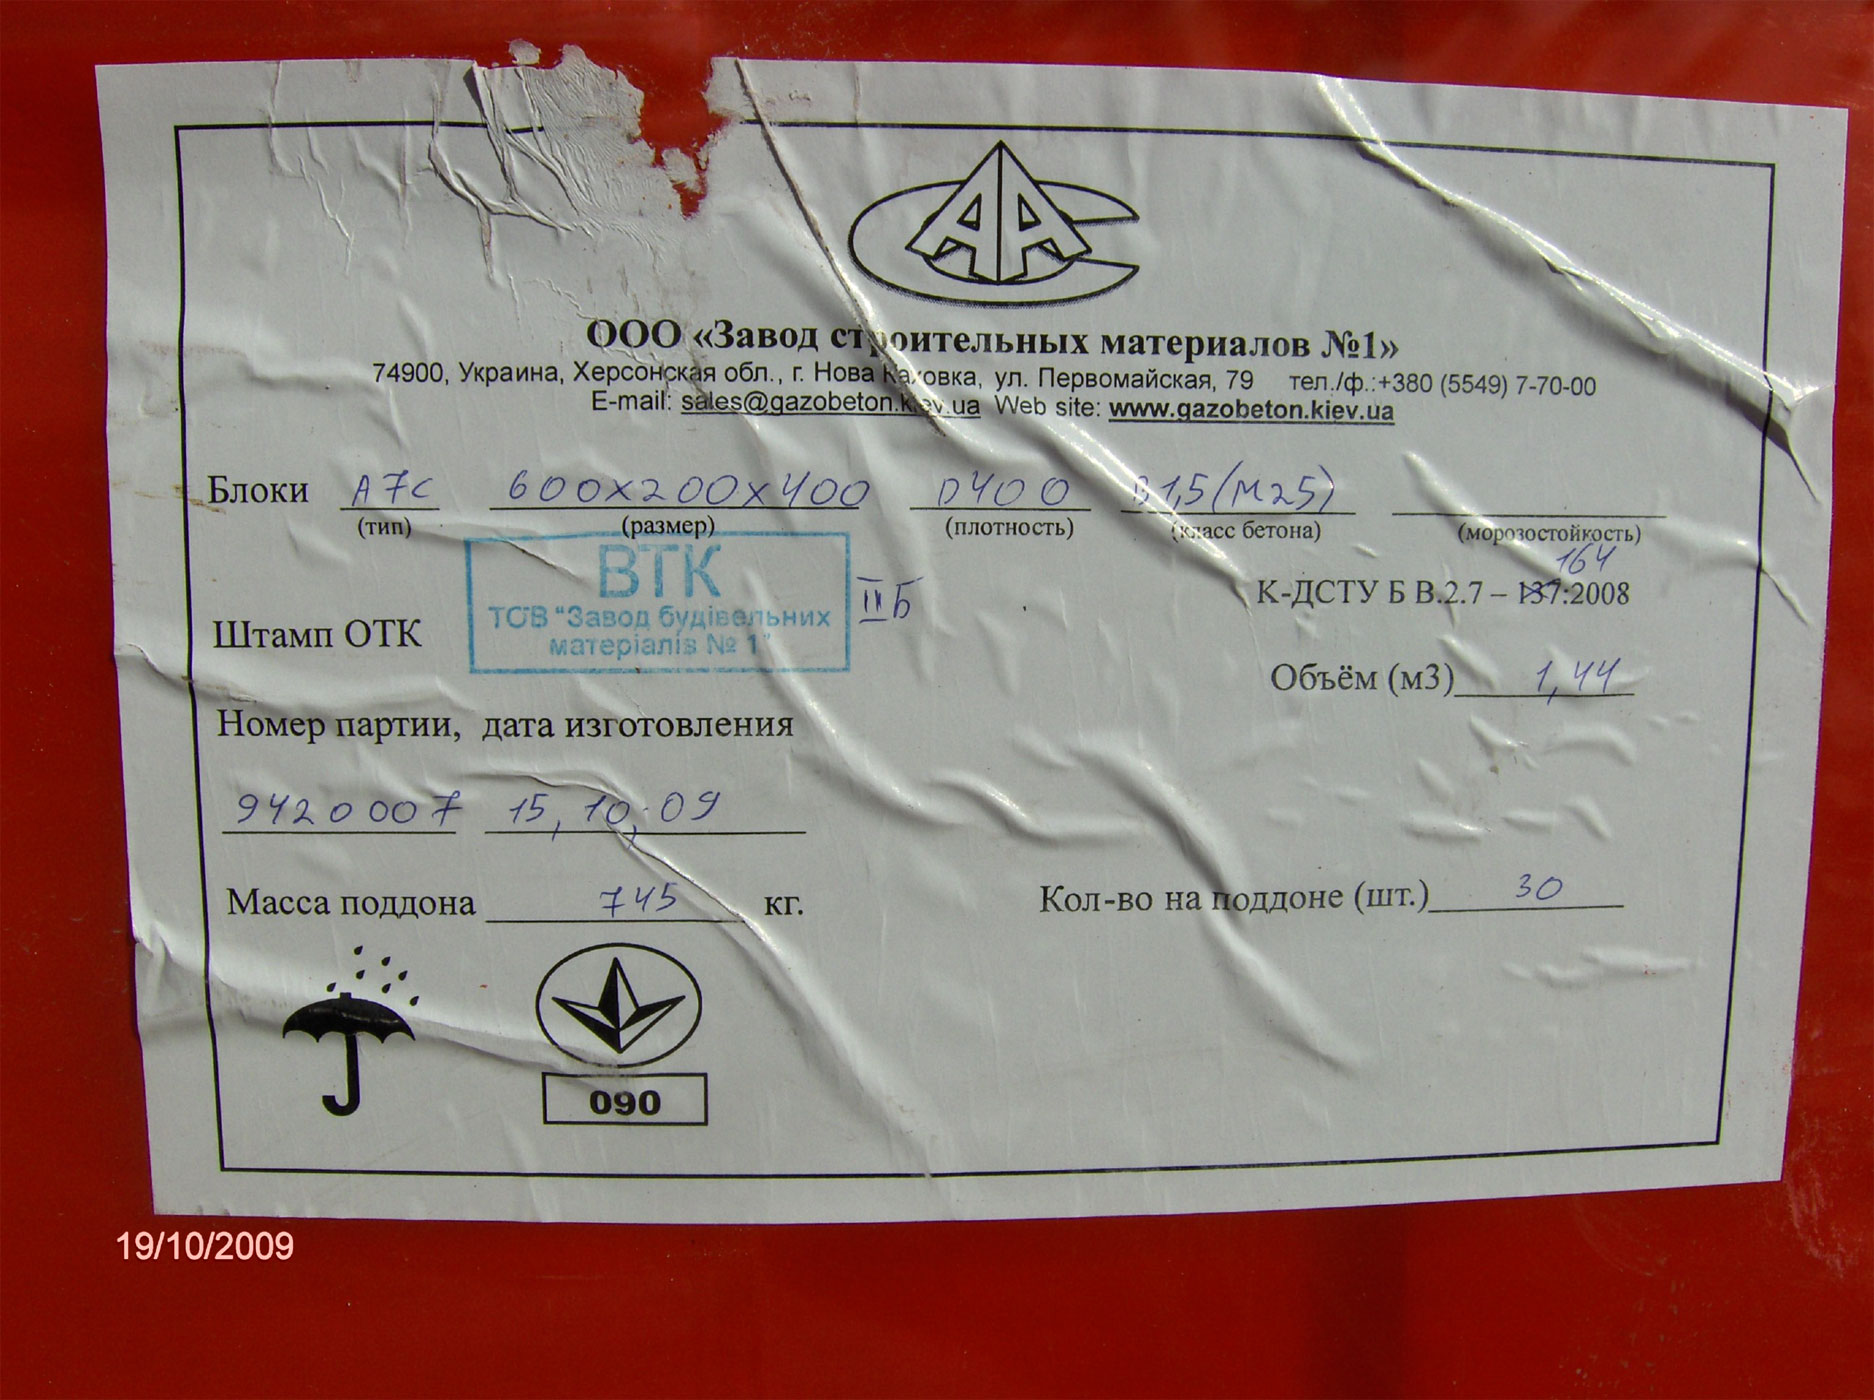 АА
ООО «Завод строительных материалов №1»
74900, Украина, Херсонская обл., г. Нова Каховка, ул. Первомайская, 79 тел./ф.:+380 (5549) 7-70-00
E-mail: sales@gazobeton.kiev.ua Web site: www.gazobeton.kiev.ua
Блоки А7С 600х200х400 D400 В1,5(М25)
(тип) (размер) (плотность) (класс бетона) (морозостойкость)
164
К-ДСТУ Б В.2.7 – 137:2008
Штамп ОТК
ВТК
ТОВ "Завод будівельних
матеріалів № 1"
IIБ
Объём (м3) 1,44
Номер партии, дата изготовления
9420007 15,10,09
Масса поддона 745 кг. Кол-во на поддоне (шт.) 30
090
19/10/2009